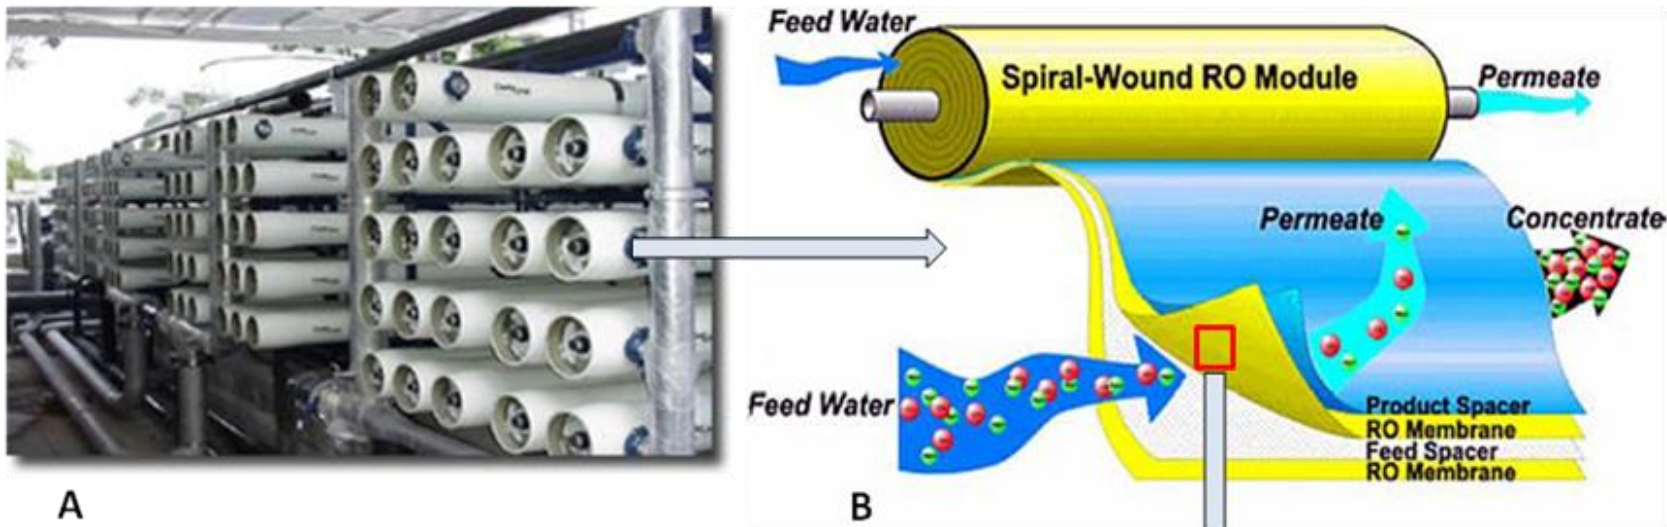 Feed Water
Spiral-Wound RO Module
Permeate
Permeate
Concentrate
Feed Water
Product Spacer
RO Membrane
Feed Spacer
RO Membrane
A
B